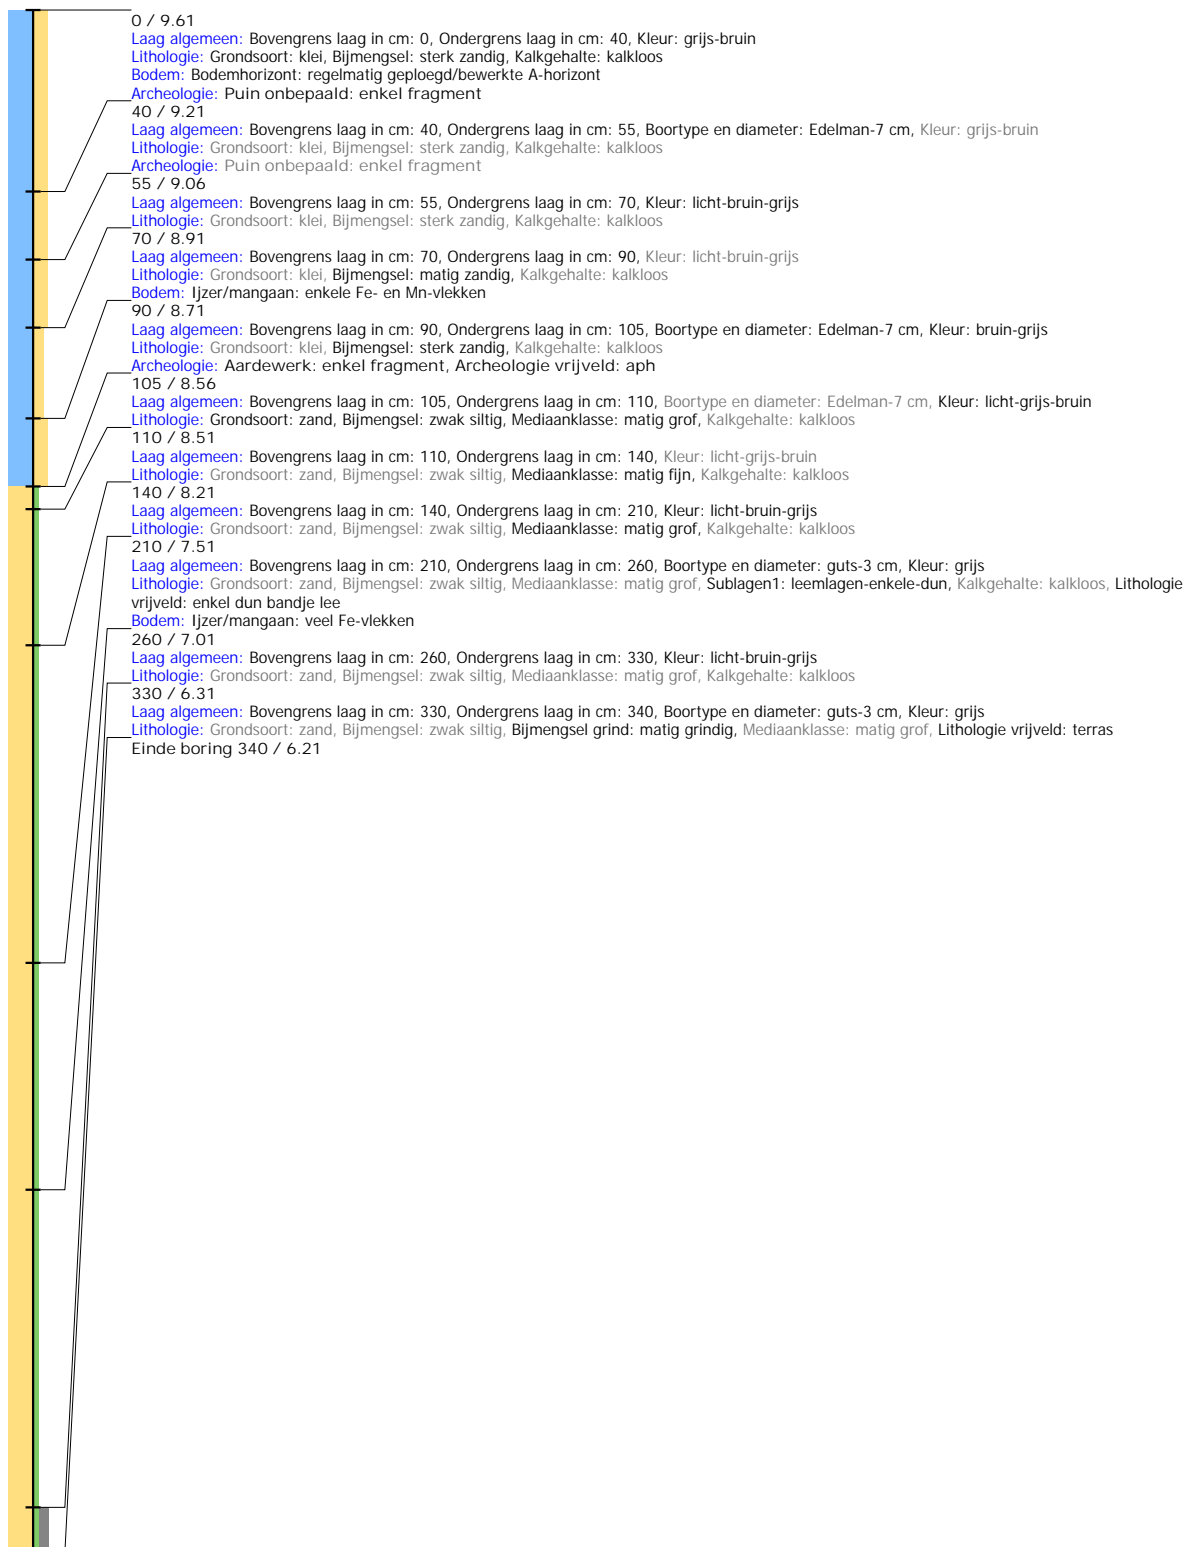 0 / 9.61
Laag algemeen: Bovengrens laag in cm: 0, Ondergrens laag in cm: 40, Kleur: grijs-bruin
Lithologie: Grondsoort: klei, Bijmengsel: sterk zandig, Kalkgehalte: kalkloos
Bodem: Bodemhorizont: regelmatig geploegd/bewerkte A-horizont
Archeologie: Puin onbepaald: enkel fragment
40 / 9.21
Laag algemeen: Bovengrens laag in cm: 40, Ondergrens laag in cm: 55, Boortype en diameter: Edelman-7 cm, Kleur: grijs-bruin
Lithologie: Grondsoort: klei, Bijmengsel: sterk zandig, Kalkgehalte: kalkloos
Archeologie: Puin onbepaald: enkel fragment
55 / 9.06
Laag algemeen: Bovengrens laag in cm: 55, Ondergrens laag in cm: 70, Kleur: licht-bruin-grijs
Lithologie: Grondsoort: klei, Bijmengsel: sterk zandig, Kalkgehalte: kalkloos
70 / 8.91
Laag algemeen: Bovengrens laag in cm: 70, Ondergrens laag in cm: 90, Kleur: licht-bruin-grijs
Lithologie: Grondsoort: klei, Bijmengsel: matig zandig, Kalkgehalte: kalkloos
Bodem: Ijzer/mangaan: enkele Fe- en Mn-vlekken
90 / 8.71
Laag algemeen: Bovengrens laag in cm: 90, Ondergrens laag in cm: 105, Boortype en diameter: Edelman-7 cm, Kleur: bruin-grijs
Lithologie: Grondsoort: klei, Bijmengsel: sterk zandig, Kalkgehalte: kalkloos
Archeologie: Aardewerk: enkel fragment, Archeologie vrijveld: aph
105 / 8.56
Laag algemeen: Bovengrens laag in cm: 105, Ondergrens laag in cm: 110, Boortype en diameter: Edelman-7 cm, Kleur: licht-grijs-bruin
Lithologie: Grondsoort: zand, Bijmengsel: zwak siltig, Mediaanklasse: matig grof, Kalkgehalte: kalkloos
110 / 8.51
Laag algemeen: Bovengrens laag in cm: 110, Ondergrens laag in cm: 140, Kleur: licht-grijs-bruin
Lithologie: Grondsoort: zand, Bijmengsel: zwak siltig, Mediaanklasse: matig fijn, Kalkgehalte: kalkloos
140 / 8.21
Laag algemeen: Bovengrens laag in cm: 140, Ondergrens laag in cm: 210, Kleur: licht-bruin-grijs
Lithologie: Grondsoort: zand, Bijmengsel: zwak siltig, Mediaanklasse: matig grof, Kalkgehalte: kalkloos
210 / 7.51
Laag algemeen: Bovengrens laag in cm: 210, Ondergrens laag in cm: 260, Boortype en diameter: guts-3 cm, Kleur: grijs
Lithologie: Grondsoort: zand, Bijmengsel: zwak siltig, Mediaanklasse: matig grof, Sublagen1: leemlagen-enkele-dun, Kalkgehalte: kalkloos, Lithologie
vrijveld: enkel dun bandje lee
Bodem: Ijzer/mangaan: veel Fe-vlekken
260 / 7.01
Laag algemeen: Bovengrens laag in cm: 260, Ondergrens laag in cm: 330, Kleur: licht-bruin-grijs
Lithologie: Grondsoort: zand, Bijmengsel: zwak siltig, Mediaanklasse: matig grof, Kalkgehalte: kalkloos
330 / 6.31
Laag algemeen: Bovengrens laag in cm: 330, Ondergrens laag in cm: 340, Boortype en diameter: guts-3 cm, Kleur: grijs
Lithologie: Grondsoort: zand, Bijmengsel: zwak siltig, Bijmengsel grind: matig grindig, Mediaanklasse: matig grof, Lithologie vrijveld: terras
Einde boring 340 / 6.21